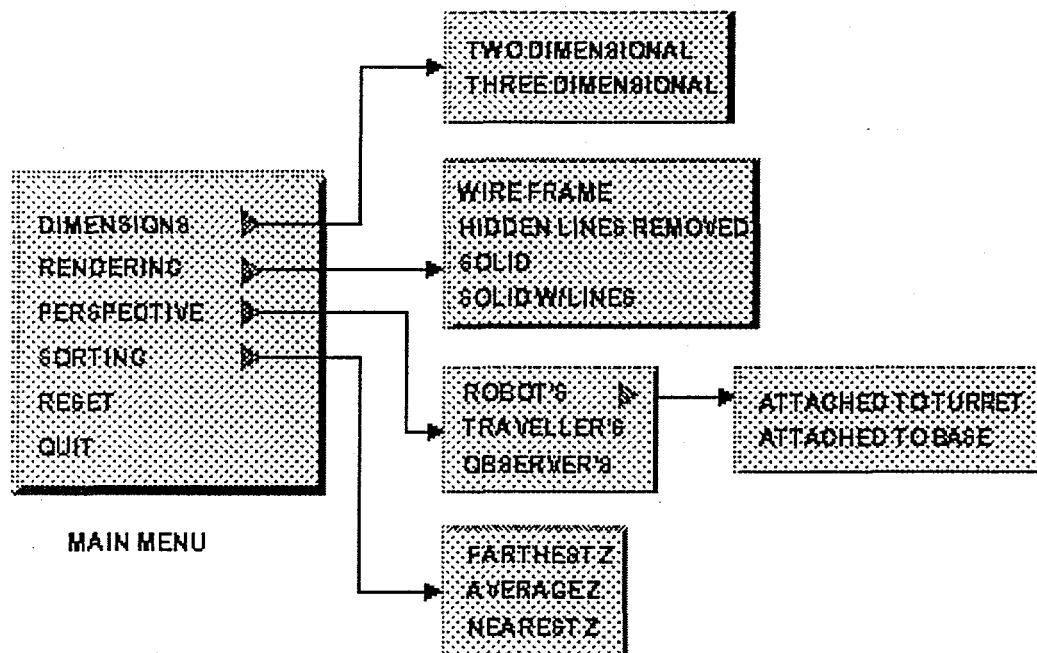 TWO DIMENSIONAL
THREE DIMENSIONAL
DIMENSIONS
RENDERING
PERSPECTIVE
SORTING
RESET
QUIT
MAIN MENU
WIRE FRAME
HIDDEN LINES REMOVED
SOLID
SOLID W/LINES
ROBOT'S
TRAVELLER'S
OBSERVER'S
ATTACHED TO TURRET
ATTACHED TO BASE
FARTHEST Z
AVERAGE Z
NEAREST Z